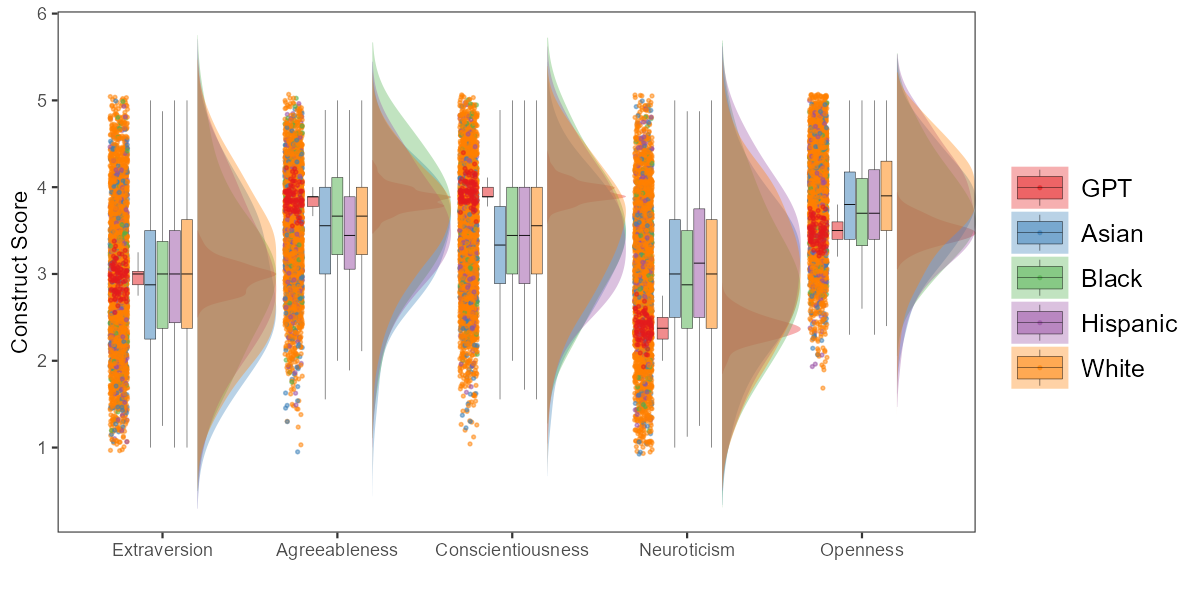 Construct Score
6
5
4
3
2
1
Extraversion
Agreeableness
Conscientiousness
Neuroticism
Openness
GPT
Asian
Black
Hispanic
White